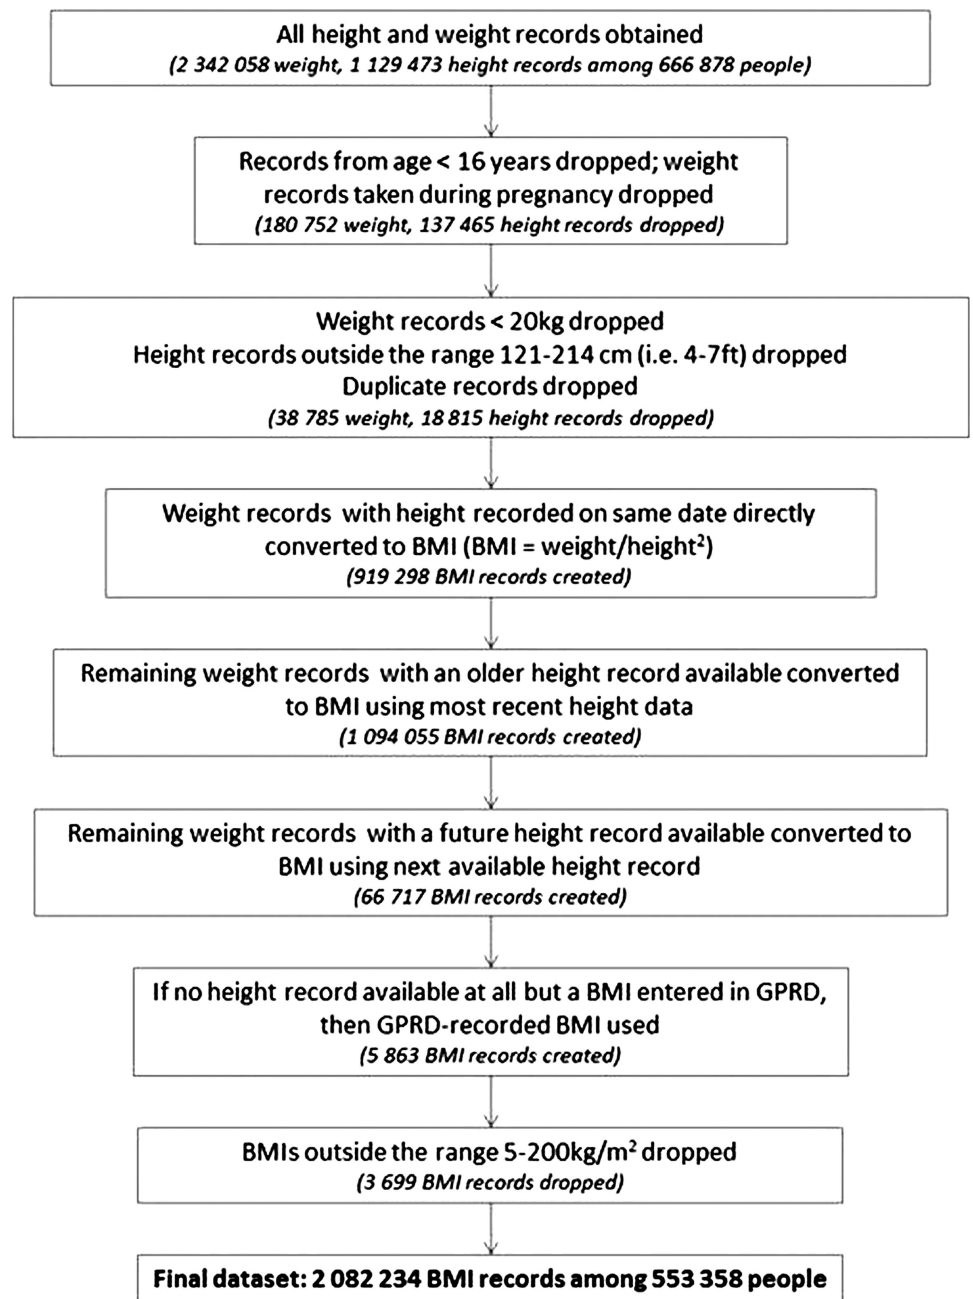 All height and weight records obtained
(2 342 058 weight, 1 129 473 height records among 666 878 people)
Records from age < 16 years dropped; weight
records taken during pregnancy dropped
(180 752 weight, 137 465 height records dropped)
Weight records < 20kg dropped
Height records outside the range 121-214 cm (i.e. 4-7ft) dropped
Duplicate records dropped
(38 785 weight, 18 815 height records dropped)
Weight records with height recorded on same date directly
converted to BMI (BMI = weight/height²)
(919 298 BMI records created)
Remaining weight records with an older height record available converted
to BMI using most recent height data
(1 094 055 BMI records created)
Remaining weight records with a future height record available converted to
BMI using next available height record
(66 717 BMI records created)
If no height record available at all but a BMI entered in GPRD,
then GPRD-recorded BMI used
(5 863 BMI records created)
BMIs outside the range 5-200kg/m² dropped
(3 699 BMI records dropped)
Final dataset: 2 082 234 BMI records among 553 358 people